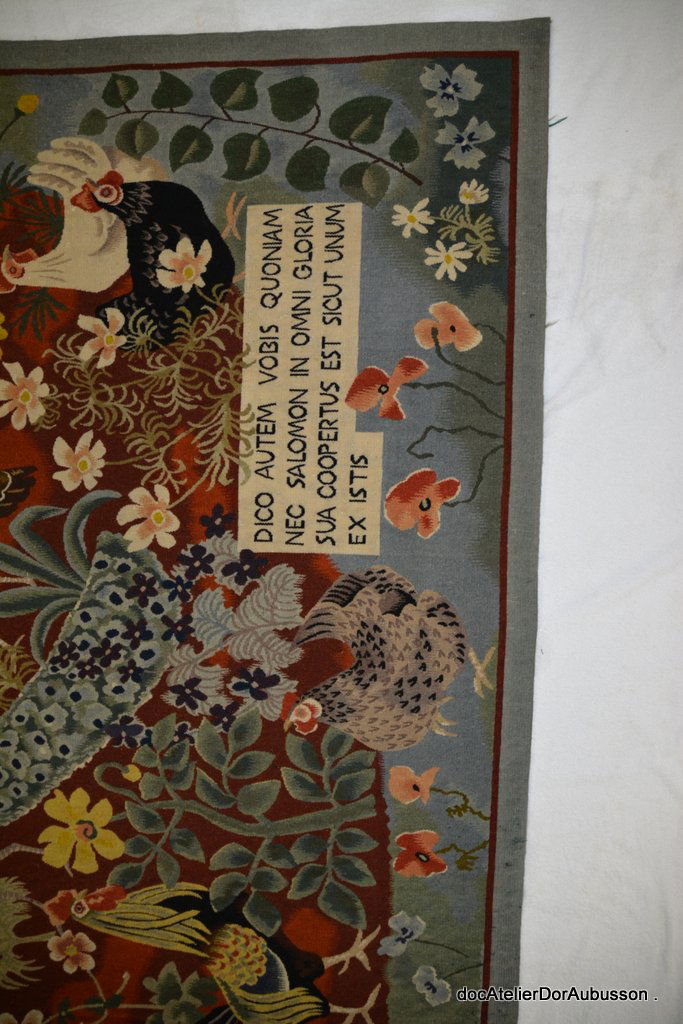 DICO AUTEM VOBIS QUONIAM
NEC SALOMON IN OMNI GLORIA
SUA COOPERTUS EST SICUT UNUM
EX ISTIS
docAtelierDorAubusson .